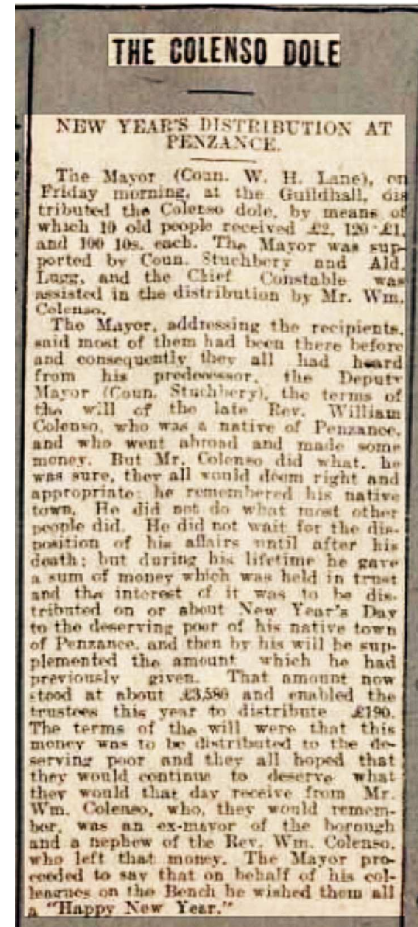 THE COLENSO DOLE
NEW YEAR'S DISTRIBUTION AT
PENZANCE.
The Mayor (Coun. W. H. Lane), on
Friday morning, at the Guildhall, dis
tributed the Colenso dole, by means of
which 10 old people received £2, 120 £1,
and 100 10s. each. The Mayor was sup-
ported by Coun. Stuchbery and Ald.
Lugg, and the Chief Constable was
assisted in the distribution by Mr. Wm.
Colenso.
The Mayor, addressing the recipients,
said most of them had been there before
and consequently they all had heard
from his predecessor, the Deputy
Mayor (Coun. Stuchbery), the terms of
the will of the late Rev. William
Colenso, who was a native of Penzance,
and who went abroad and made some
money. But Mr. Colenso did what, he
was sure, they all would deem right and
appropriate: he remembered his native
town. He did not do what most other
people did. He did not wait for the dis-
position of his affairs until after his
death; but during his lifetime he gave
a sum of money which was held in trust
and the interest of it was to be dis-
tributed on or about New Year's Day
to the deserving poor of his native town
of Penzance, and then by his will he sup-
plemented the amount which he had
previously given. That amount now
stood at about £3,580 and enabled the
trustees this year to distribute £190.
The terms of the will were that this
money was to be distributed to the de-
serving poor and they all hoped that
they would continue to deserve what
they would that day receive from Mr.
Wm. Colenso, who, they would remem-
ber, was an ex-mayor of the borough
and a nephew of the Rev. Wm. Colenso,
who left that money. The Mayor pro-
ceeded to say that on behalf of his col-
leagues on the Bench he wished them all
a "Happy New Year."